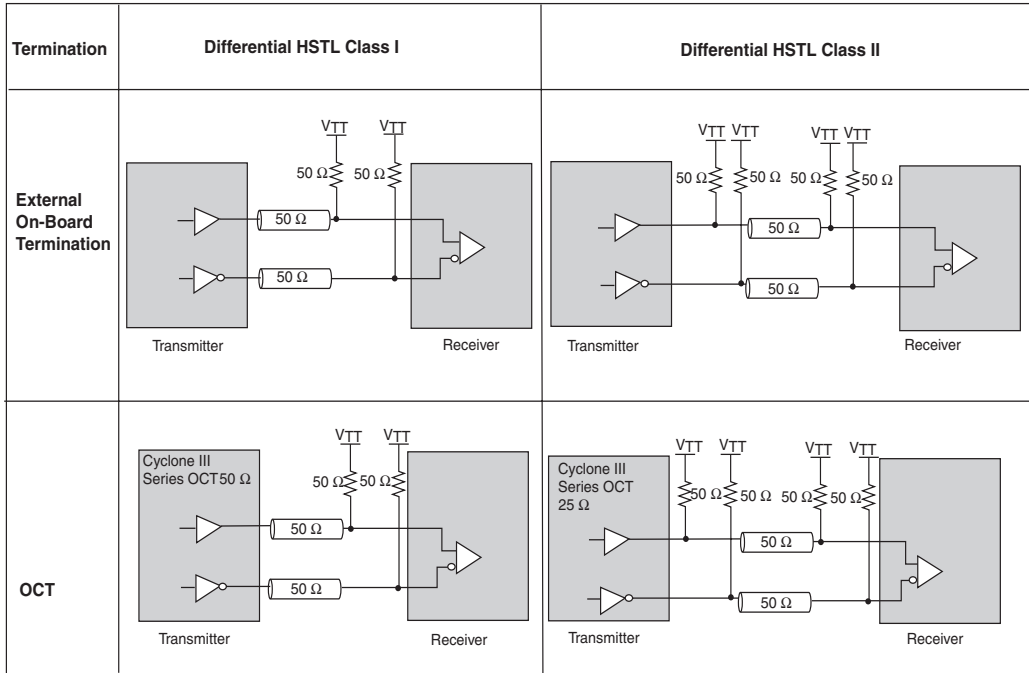 Termination
Differential HSTL Class I
Differential HSTL Class II
External
On-Board
Termination
VTT VTT
50 Ω 50 Ω
50 Ω
50 Ω
Transmitter
Receiver
VTT VTT VTT VTT
50 Ω 50 Ω 50 Ω 50 Ω
50 Ω
50 Ω
Transmitter
Receiver
OCT
Cyclone III
Series OCT 50 Ω
VTT VTT
50 Ω 50 Ω
50 Ω
50 Ω
Transmitter
Receiver
Cyclone III
Series OCT
25 Ω
VTT VTT VTT VTT
50 Ω 50 Ω 50 Ω 50 Ω
50 Ω
50 Ω
Transmitter
Receiver